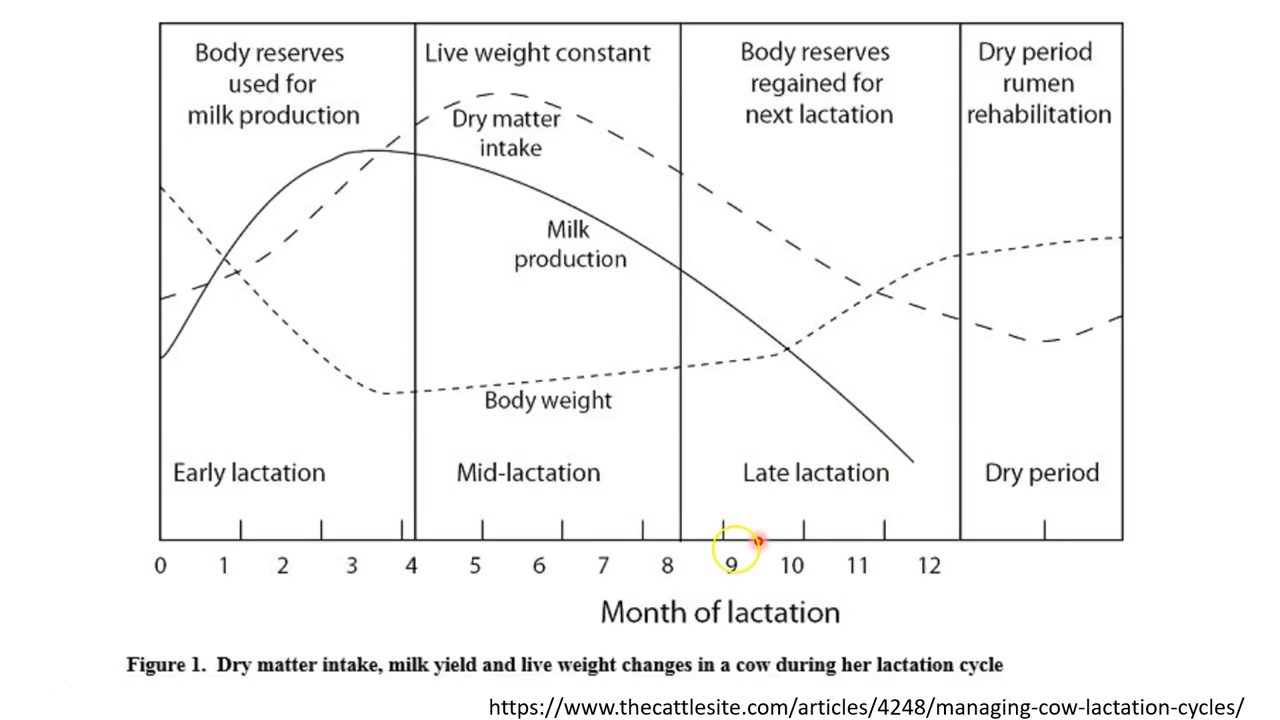 Body reserves
used for
milk production
Live weight constant
Body reserves
regained for
next lactation
Dry period
rumen
rehabilitation
Dry matter
intake
Milk
production
Body weight
Early lactation
Mid-lactation
Late lactation
Dry period
0 1 2 3 4 5 6 7 8 9 10 11 12
Month of lactation
Figure 1. Dry matter intake, milk yield and live weight changes in a cow during her lactation cycle
https://www.thecattlesite.com/articles/4248/managing-cow-lactation-cycles/